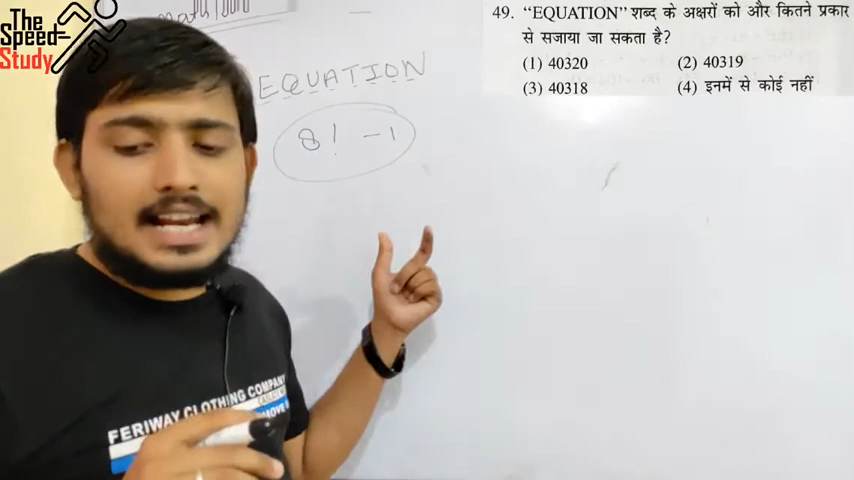 The
Speed
Study
EQUATION
8! -1
49. "EQUATION" शब्द के अक्षरों को और कितने प्रकार
से सजाया जा सकता है?
(1) 40320 (2) 40319
(3) 40318 (4) इनमें से कोई नहीं
FERIWAY CLOTHING COMPANY